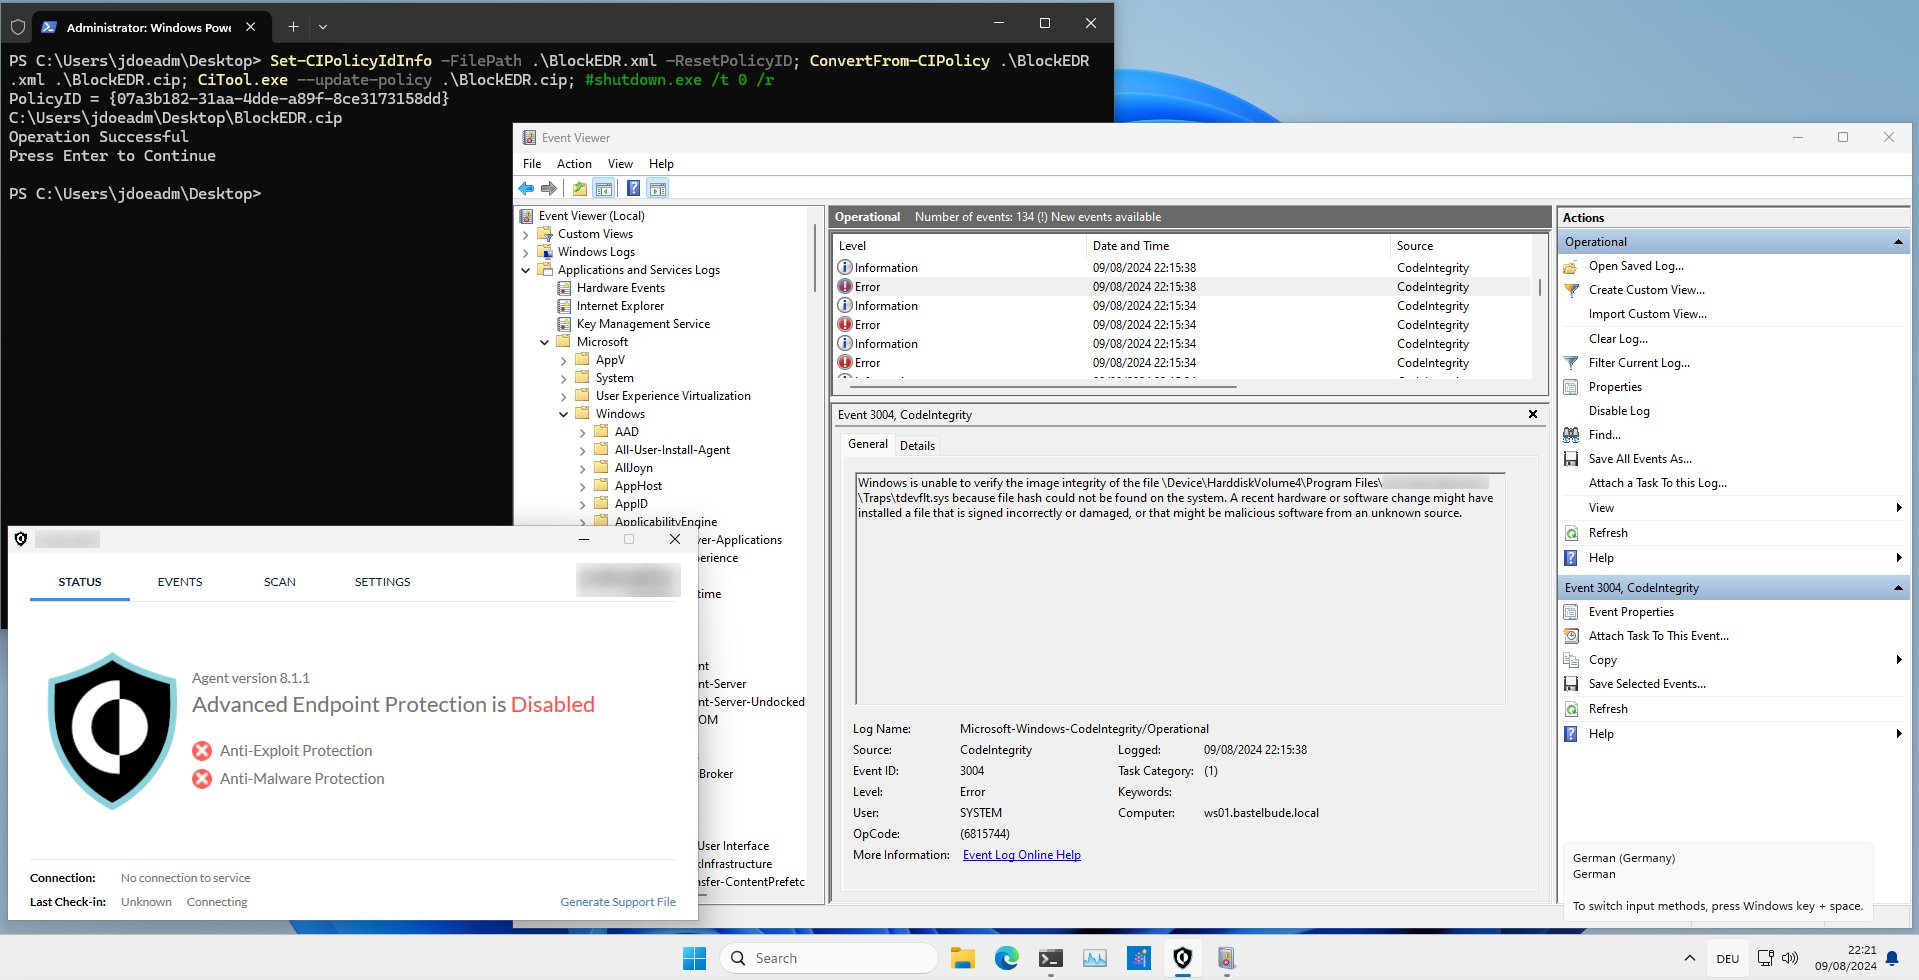 Administrator: Windows Powe
PS C:\Users\jdoeadm\Desktop> Set-CIPolicyIdInfo -FilePath .\BlockEDR.xml -ResetPolicyID; ConvertFrom-CIPolicy .\BlockEDR
.xml .\BlockEDR.cip; CiTool.exe --update-policy .\BlockEDR.cip; #shutdown.exe /t 0 /r
PolicyID = {07a3b182-31aa-4dde-a89f-8ce3173158dd}
C:\Users\jdoeadm\Desktop\BlockEDR.cip
Operation Successful
Press Enter to Continue
PS C:\Users\jdoeadm\Desktop>
Event Viewer
File Action View Help
Event Viewer (Local)
Custom Views
Windows Logs
Applications and Services Logs
Hardware Events
Internet Explorer
Key Management Service
Microsoft
AppV
System
User Experience Virtualization
Windows
AAD
All-User-Install-Agent
AllJoyn
AppHost
AppID
ApplicabilityEngine
ver-Applications
erience
time
nt
nt-Server
nt-Server-Undocked
OM
Broker
User Interface
Infrastructure
nsfer-ContentPrefetc
Operational Number of events: 134 (!) New events available
Level Date and Time Source
Information 09/08/2024 22:15:38 CodeIntegrity
Error 09/08/2024 22:15:38 CodeIntegrity
Information 09/08/2024 22:15:34 CodeIntegrity
Error 09/08/2024 22:15:34 CodeIntegrity
Information 09/08/2024 22:15:34 CodeIntegrity
Error 09/08/2024 22:15:34 CodeIntegrity
Event 3004, CodeIntegrity
General Details
Windows is unable to verify the image integrity of the file \Device\HarddiskVolume4\Program Files\
\Traps\tdevflt.sys because file hash could not be found on the system. A recent hardware or software change might have
installed a file that is signed incorrectly or damaged, or that might be malicious software from an unknown source.
Log Name: Microsoft-Windows-CodeIntegrity/Operational
Source: CodeIntegrity Logged: 09/08/2024 22:15:38
Event ID: 3004 Task Category: (1)
Level: Error Keywords:
User: SYSTEM Computer: ws01.bastelbude.local
OpCode: (6815744)
More Information: Event Log Online Help
Actions
Operational
Open Saved Log...
Create Custom View...
Import Custom View...
Clear Log...
Filter Current Log...
Properties
Disable Log
Find...
Save All Events As...
Attach a Task To this Log...
View
Refresh
Help
Event 3004, CodeIntegrity
Event Properties
Attach Task To This Event...
Copy
Save Selected Events...
Refresh
Help
STATUS EVENTS SCAN SETTINGS
Agent version 8.1.1
Advanced Endpoint Protection is Disabled
Anti-Exploit Protection
Anti-Malware Protection
Connection: No connection to service
Last Check-in: Unknown Connecting
Generate Support File
German (Germany)
German
To switch input methods, press Windows key + space.
Search
DEU
22:21
09/08/2024